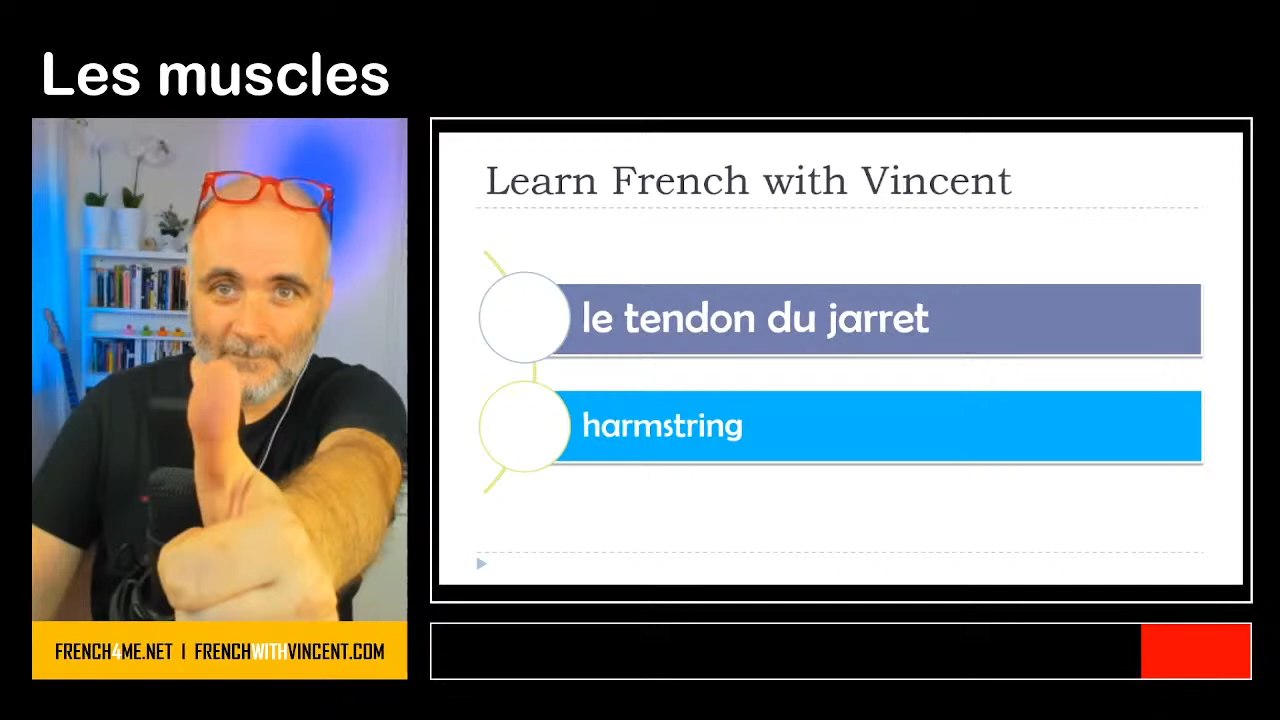 Les muscles
Learn French with Vincent
le tendon du jarret
harmstring
FRENCH4ME.NET I FRENCHWITHVINCENT.COM